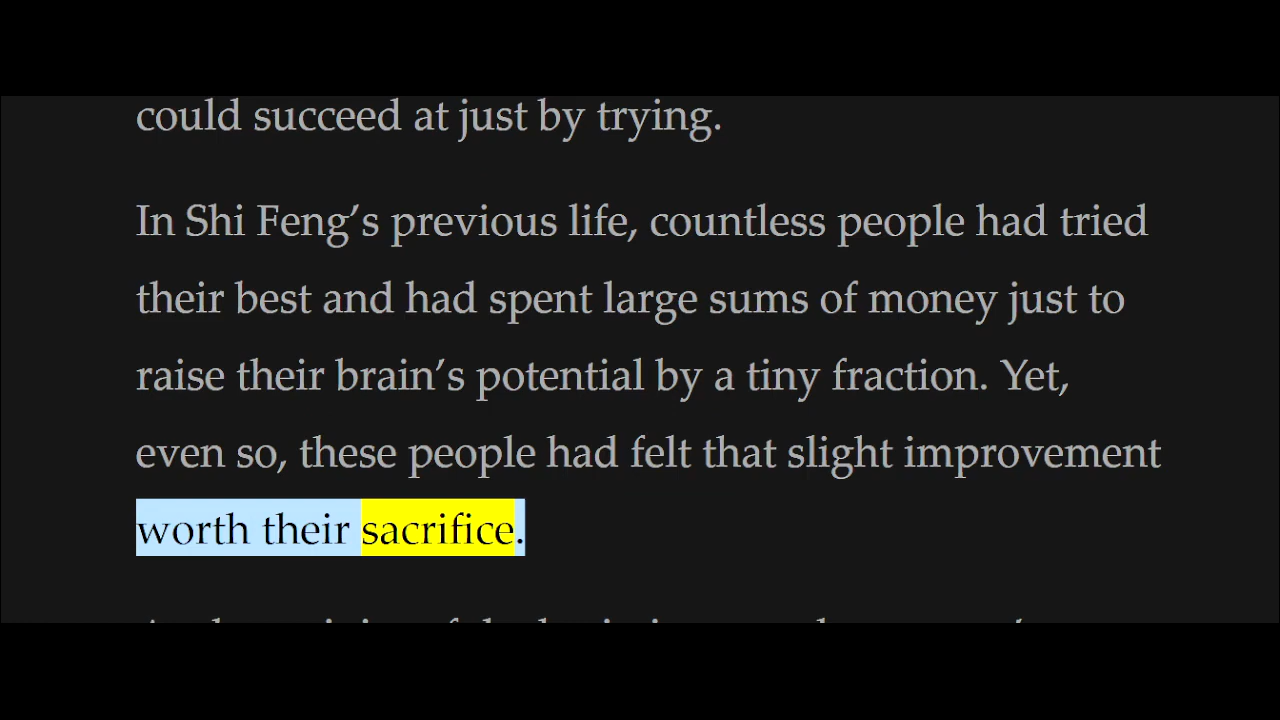 could succeed at just by trying.
In Shi Feng’s previous life, countless people had tried
their best and had spent large sums of money just to
raise their brain’s potential by a tiny fraction. Yet,
even so, these people had felt that slight improvement
worth their sacrifice.